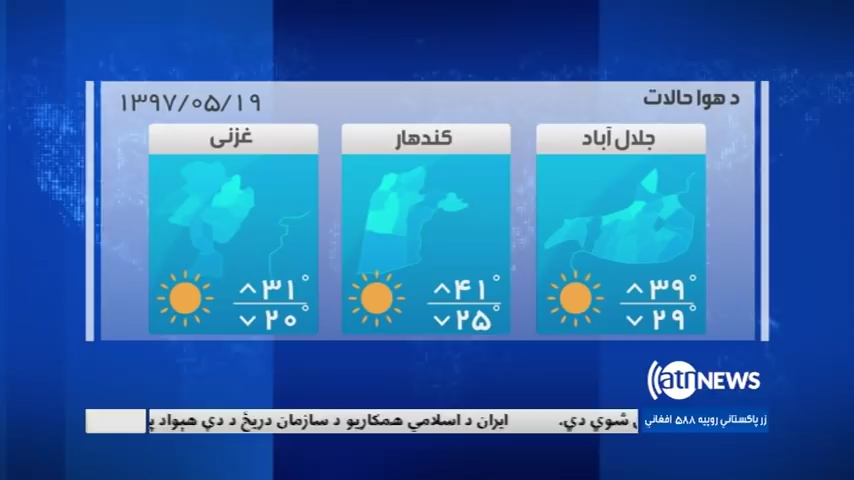 د هوا حالات
۱۳۹۷/۰۵/۱۹
جلال آباد
۳۹°
۲۹°
کندهار
۴۱°
۲۵°
غزنی
۳۱°
۲۰°
atn NEWS
زر پاکستاني روپیه ۵۸۸ افغاني
شوي دي. ایران د اسلامي همکاریو د سازمان دریځ د دې هېواد پ